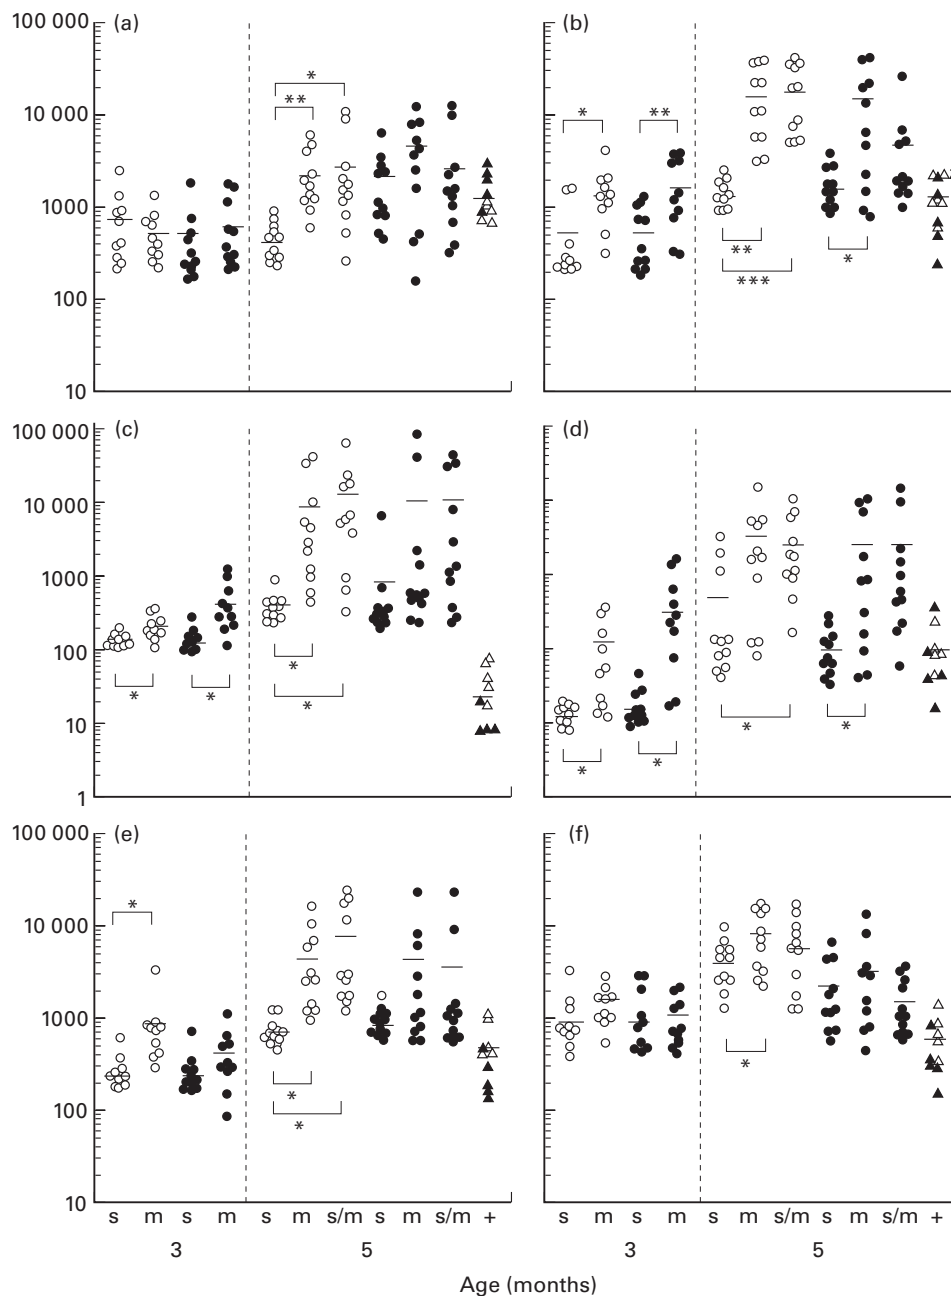 100 000 (a) (b)
10 000 * ** * **
1000
100 ** *** *
10
100 000 (c) (d)
10 000
1000
100
10 * * * * * * * *
1
100 000 (e) (f)
10 000 *
1000
100 * * *
10
s m s m s m s/m s m s/m + s m s m s m s/m s m s/m +
3 5 3 5
Age (months)